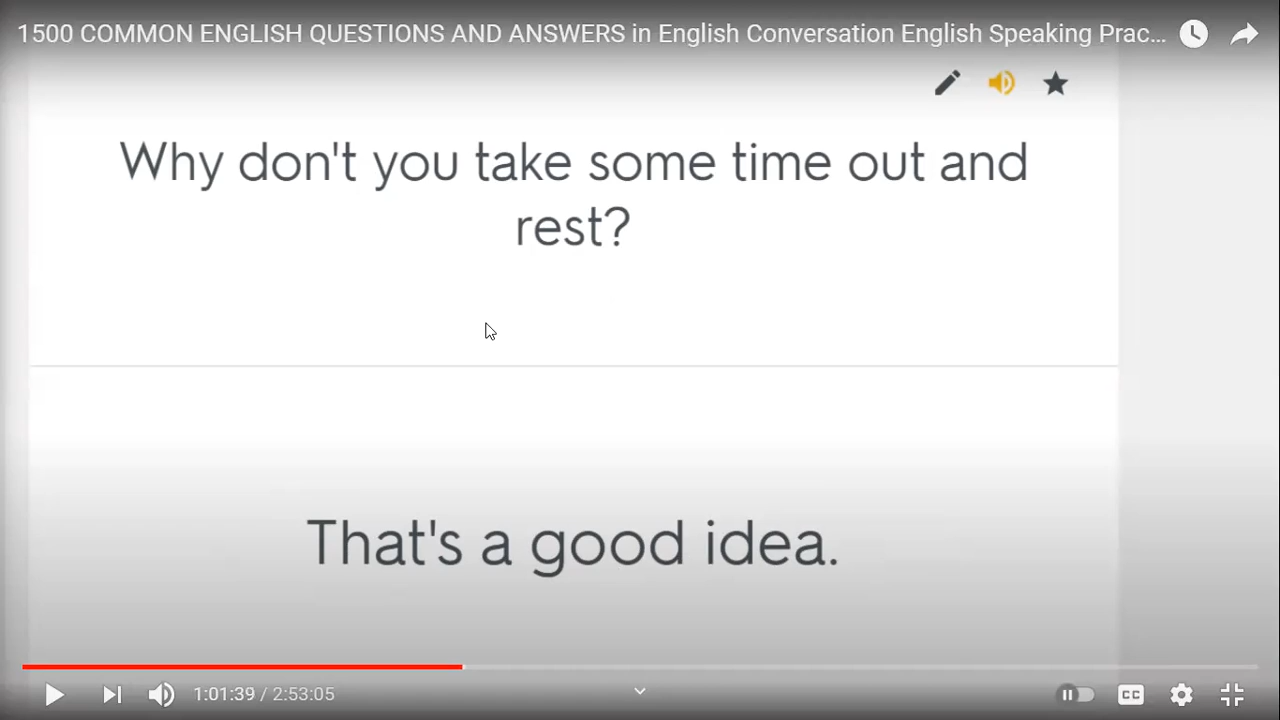 1500 COMMON ENGLISH QUESTIONS AND ANSWERS in English Conversation English Speaking Prac...
Why don't you take some time out and
rest?
That's a good idea.
1:01:39 / 2:53:05
CC